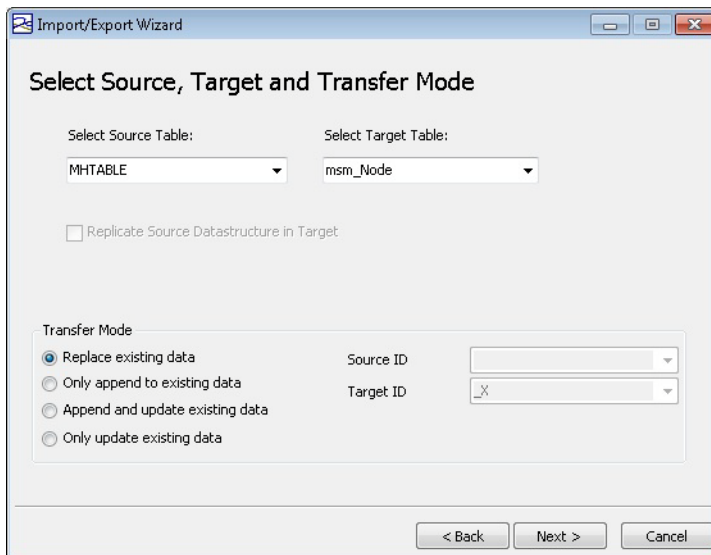 Import/Export Wizard
Select Source, Target and Transfer Mode
Select Source Table: Select Target Table:
MHTABLE msm_Node
Replicate Source Datastructure in Target
Transfer Mode
Replace existing data Source ID
Only append to existing data
Target ID _X
Append and update existing data
Only update existing data
< Back Next > Cancel